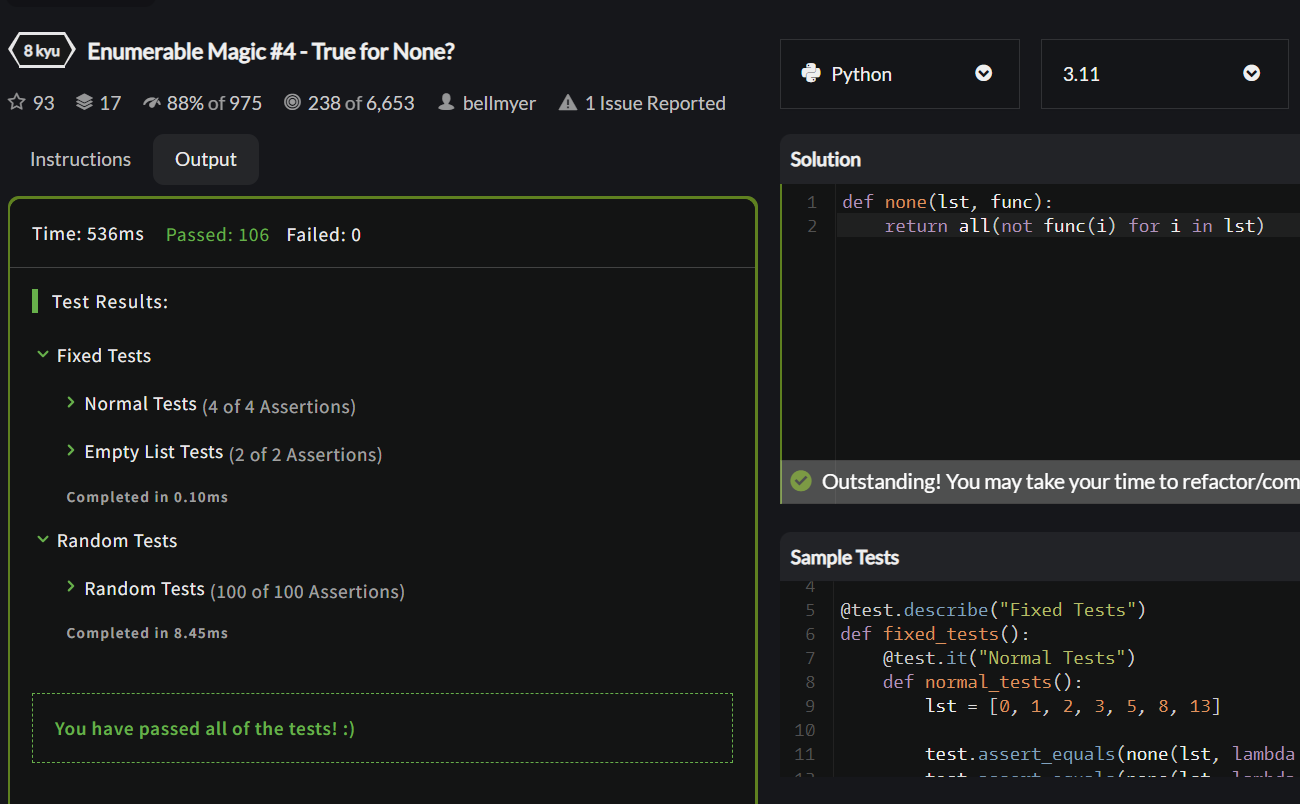 8 kyu Enumerable Magic #4 - True for None?
93 17 88% of 975 238 of 6,653 bellmyer 1 Issue Reported
Python 3.11
Instructions Output
Time: 536ms Passed: 106 Failed: 0
Test Results:
Fixed Tests
Normal Tests (4 of 4 Assertions)
Empty List Tests (2 of 2 Assertions)
Completed in 0.10ms
Random Tests
Random Tests (100 of 100 Assertions)
Completed in 8.45ms
You have passed all of the tests! :)
Solution
1 def none(lst, func):
2     return all(not func(i) for i in lst)
Outstanding! You may take your time to refactor/com
Sample Tests
4
5 @test.describe("Fixed Tests")
6 def fixed_tests():
7     @test.it("Normal Tests")
8     def normal_tests():
9         lst = [0, 1, 2, 3, 5, 8, 13]
10
11         test.assert_equals(none(lst, lambda